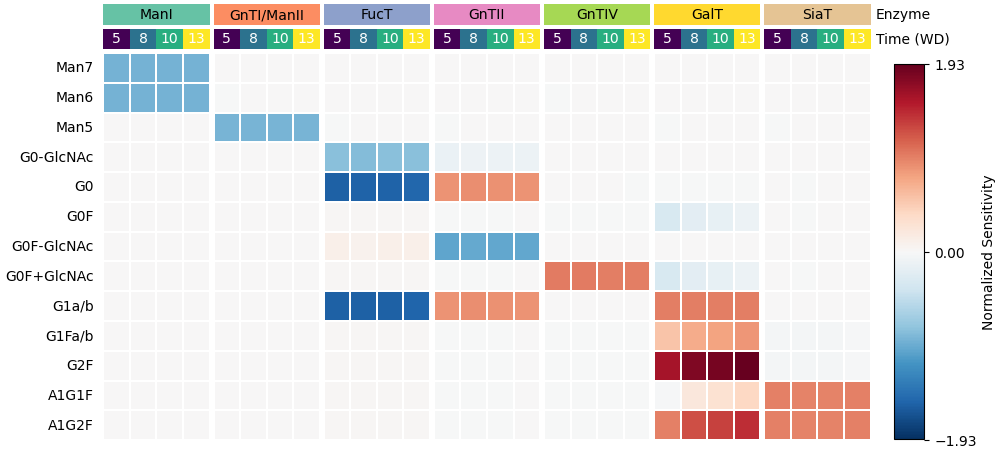 ManI GnTI/ManII FucT GnTII GnTIV GalT SiaT Enzyme
5 8 10 13 5 8 10 13 5 8 10 13 5 8 10 13 5 8 10 13 5 8 10 13 5 8 10 13 Time (WD)
Man7
Man6
Man5
G0-GlcNAc
G0
G0F
G0F-GlcNAc
G0F+GlcNAc
G1a/b
G1Fa/b
G2F
A1G1F
A1G2F
1.93
0.00
−1.93
Normalized Sensitivity